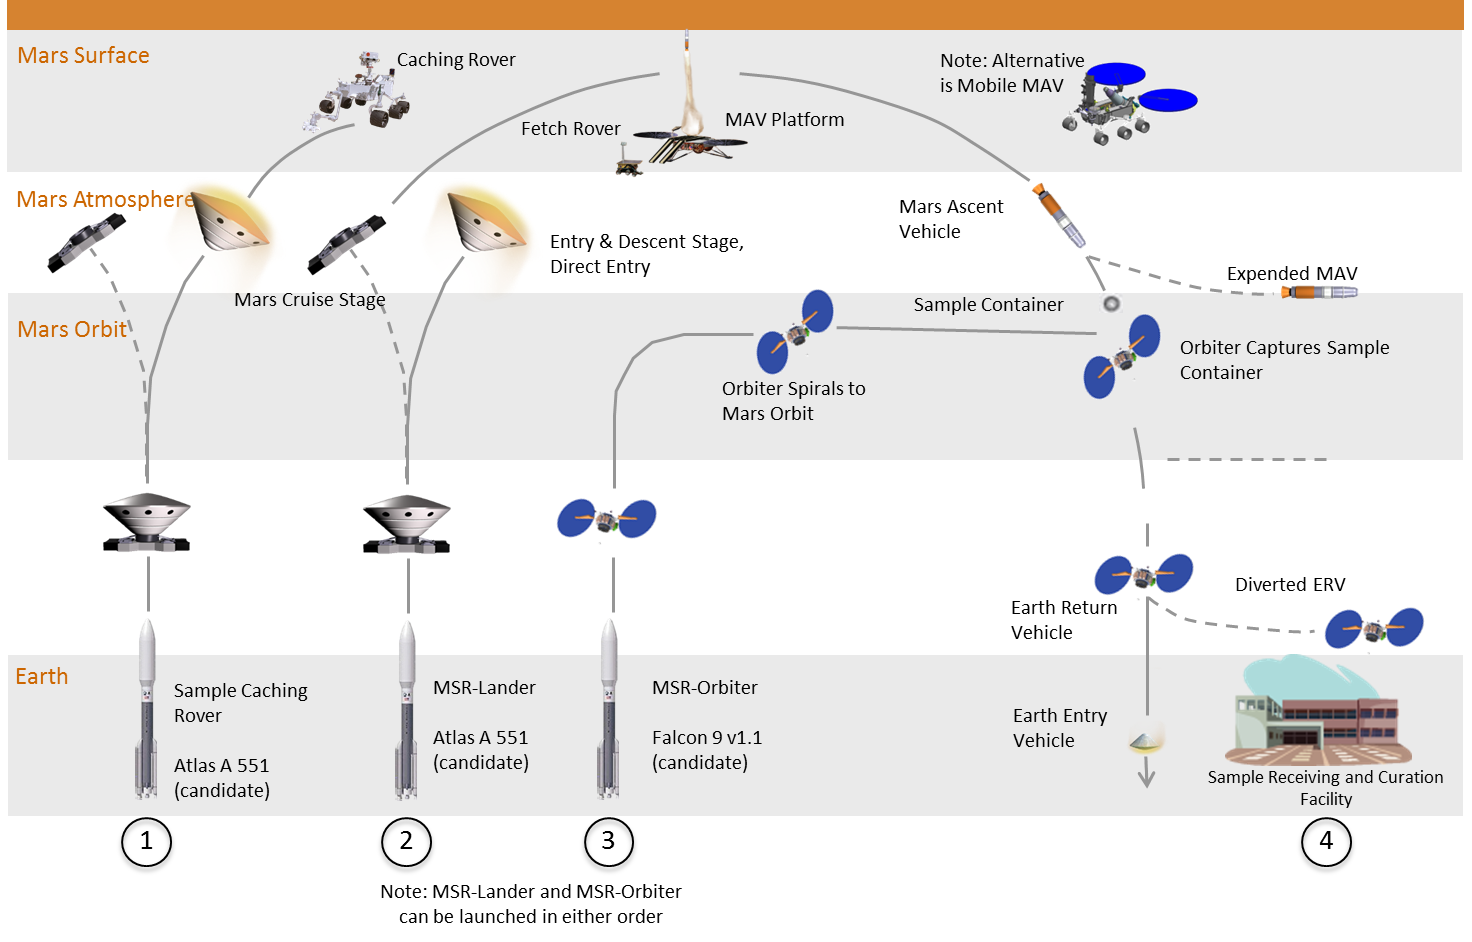 Mars Surface
Caching Rover
Note: Alternative
is Mobile MAV
Fetch Rover
MAV Platform
Mars Atmosphere
Mars Ascent
Vehicle
Entry & Descent Stage,
Direct Entry
Expended MAV
Mars Cruise Stage
Sample Container
Mars Orbit
Orbiter Captures Sample
Container
Orbiter Spirals to
Mars Orbit
Diverted ERV
Earth Return
Vehicle
Earth
Sample Caching
Rover
Atlas A 551
(candidate)
MSR-Lander
Atlas A 551
(candidate)
MSR-Orbiter
Falcon 9 v1.1
(candidate)
Earth Entry
Vehicle
Sample Receiving and Curation
Facility
1
2
3
4
Note: MSR-Lander and MSR-Orbiter
can be launched in either order